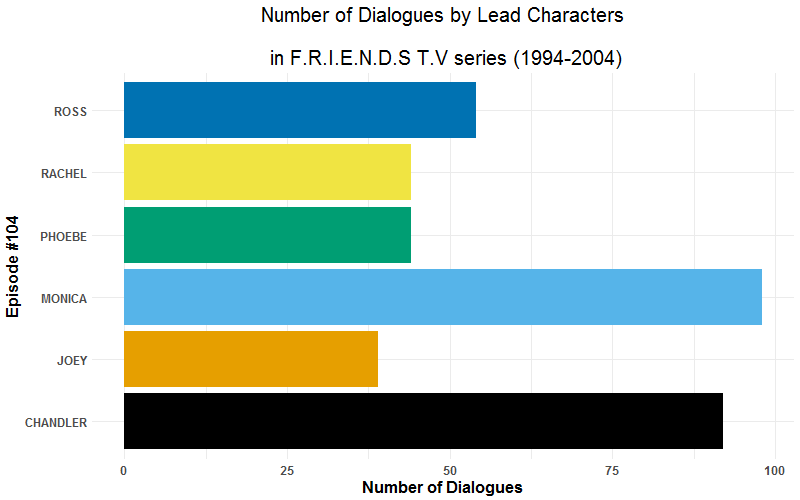 Number of Dialogues by Lead Characters
in F.R.I.E.N.D.S T.V series (1994-2004)
ROSS
RACHEL
PHOEBE
MONICA
JOEY
CHANDLER
Episode #104
0 25 50 75 100
Number of Dialogues